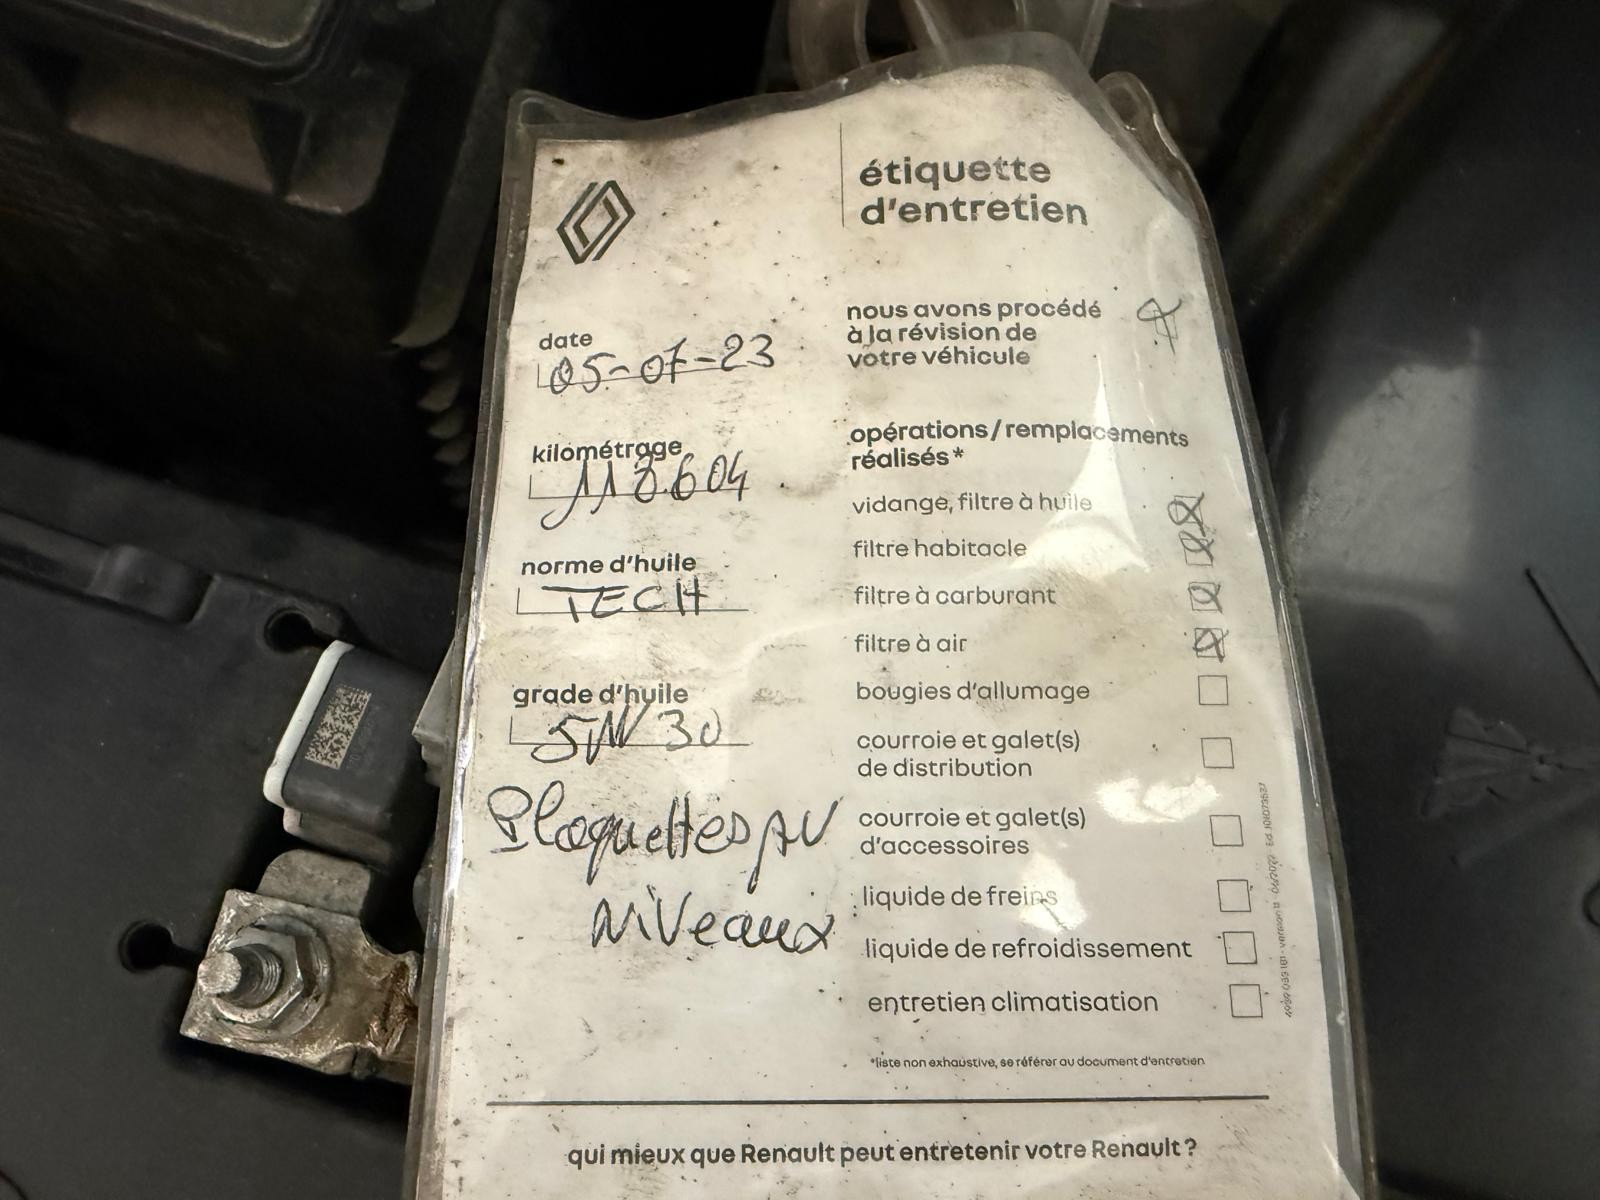 étiquette
d'entretien
date
05-07-23
kilométrage
118.604
norme d'huile
TECH
grade d'huile
5W30
Plaquettes AV
Niveaux
nous avons procédé
à la révision de
votre véhicule
opérations/remplacements
réalisés*
vidange, filtre à huile
filtre habitacle
filtre à carburant
filtre à air
bougies d'allumage
courroie et galet(s)
de distribution
courroie et galet(s)
d'accessoires
liquide de freins
liquide de refroidissement
entretien climatisation
*liste non exhaustive, se référer au document d'entretien
qui mieux que Renault peut entretenir votre Renault ?